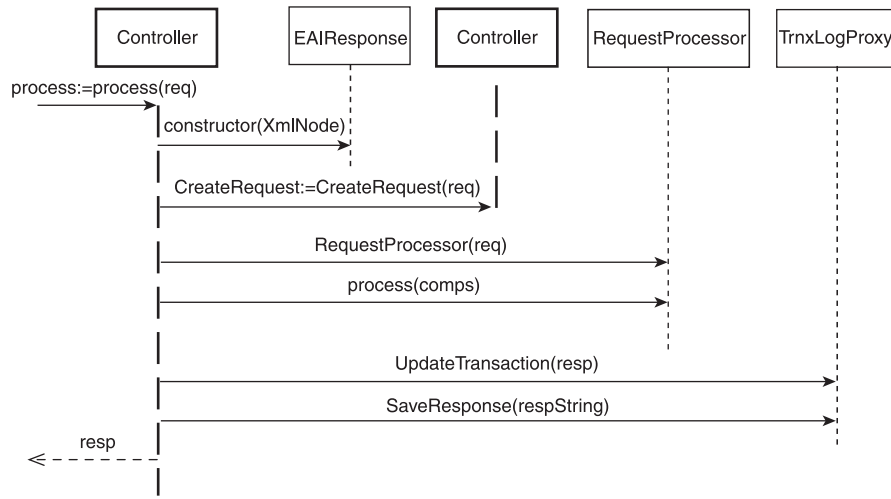 Controller
EAIResponse
Controller
RequestProcessor
TrnxLogProxy
process:=process(req)
constructor(XmlNode)
CreateRequest:=CreateRequest(req)
RequestProcessor(req)
process(comps)
UpdateTransaction(resp)
SaveResponse(respString)
resp